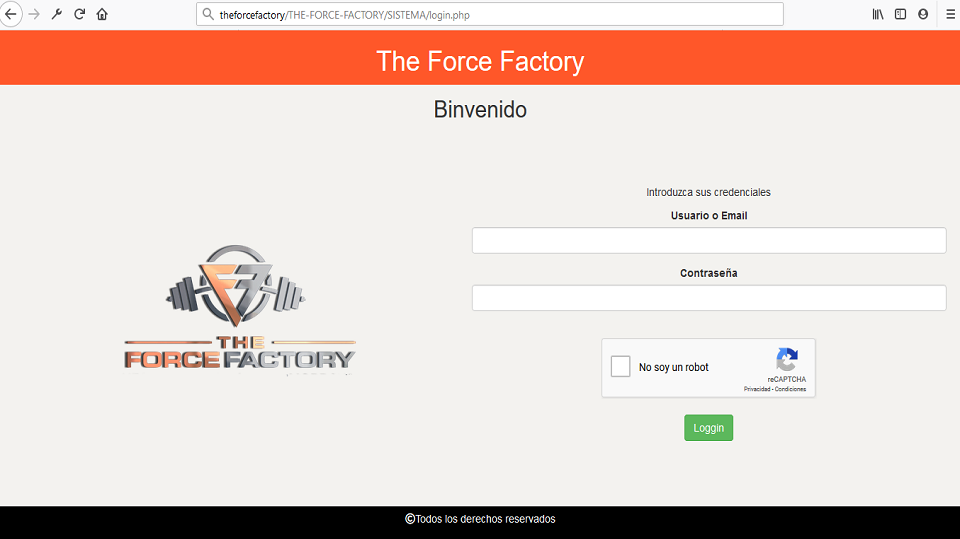 theforcefactory/THE-FORCE-FACTORY/SISTEMA/login.php
The Force Factory
Binvenido
Introduzca sus credenciales
Usuario o Email
Contraseña
THE
FORCE FACTORY
No soy un robot
reCAPTCHA
Privacidad - Condiciones
Loggin
©Todos los derechos reservados